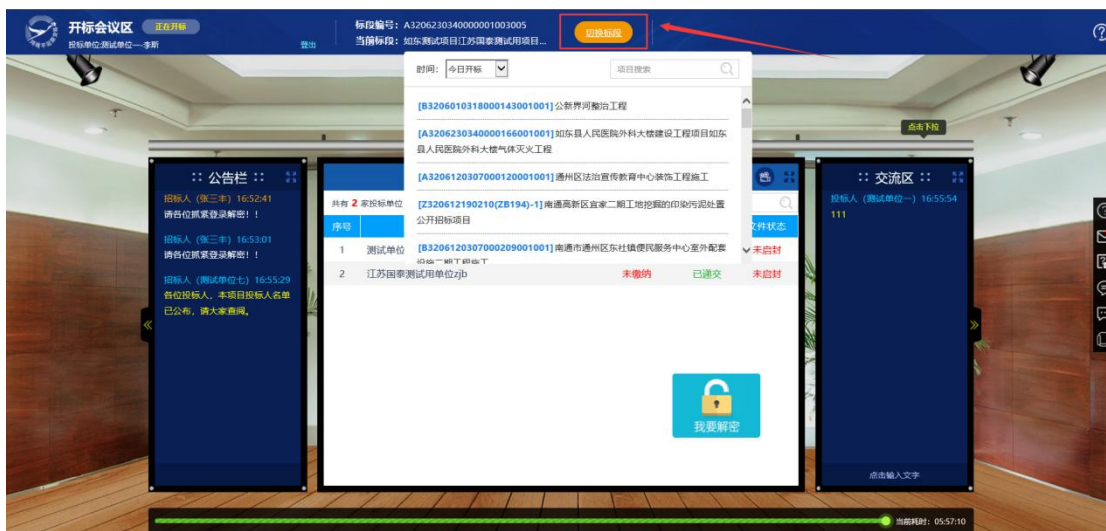 开标会议区 正在开标
投标单位:测试单位一-李斯 登出
标段编号: A3206230340000001003005
当前标段: 如东测试项目江苏国泰测试用项目...
切换标段
时间: 今日开标 项目搜索
[B3206010318000143001001]公新界河整治工程
[A3206230340000166001001]如东县人民医院外科大楼建设工程项目如东
县人民医院外科大楼气体灭火工程
[A3206120307000120001001]通州区法治宣传教育中心装饰工程施工
[Z320612190210(ZB194)-1]南通高新区宜家二期工地挖掘的印染污泥处置
公开招标项目
[B3206120307000209001001]南通市通州区东社镇便民服务中心室外配套
:: 公告栏 ::
招标人 (张三丰) 16:52:41
请各位抓紧登录解密!!
招标人 (张三丰) 16:53:01
请各位抓紧登录解密!!
招标人 (测试单位七) 16:55:29
各位投标人, 本项目投标人名单
已公布, 请大家查阅。
共有 2 家投标单位
序号 文件状态
1 测试单位 未启封
2 江苏国泰测试用单位zjb 未缴纳 已递交 未启封
我要解密
点击下拉
:: 交流区 ::
投标人 (测试单位一) 16:55:54
111
点击输入文字
当前耗时: 05:57:10